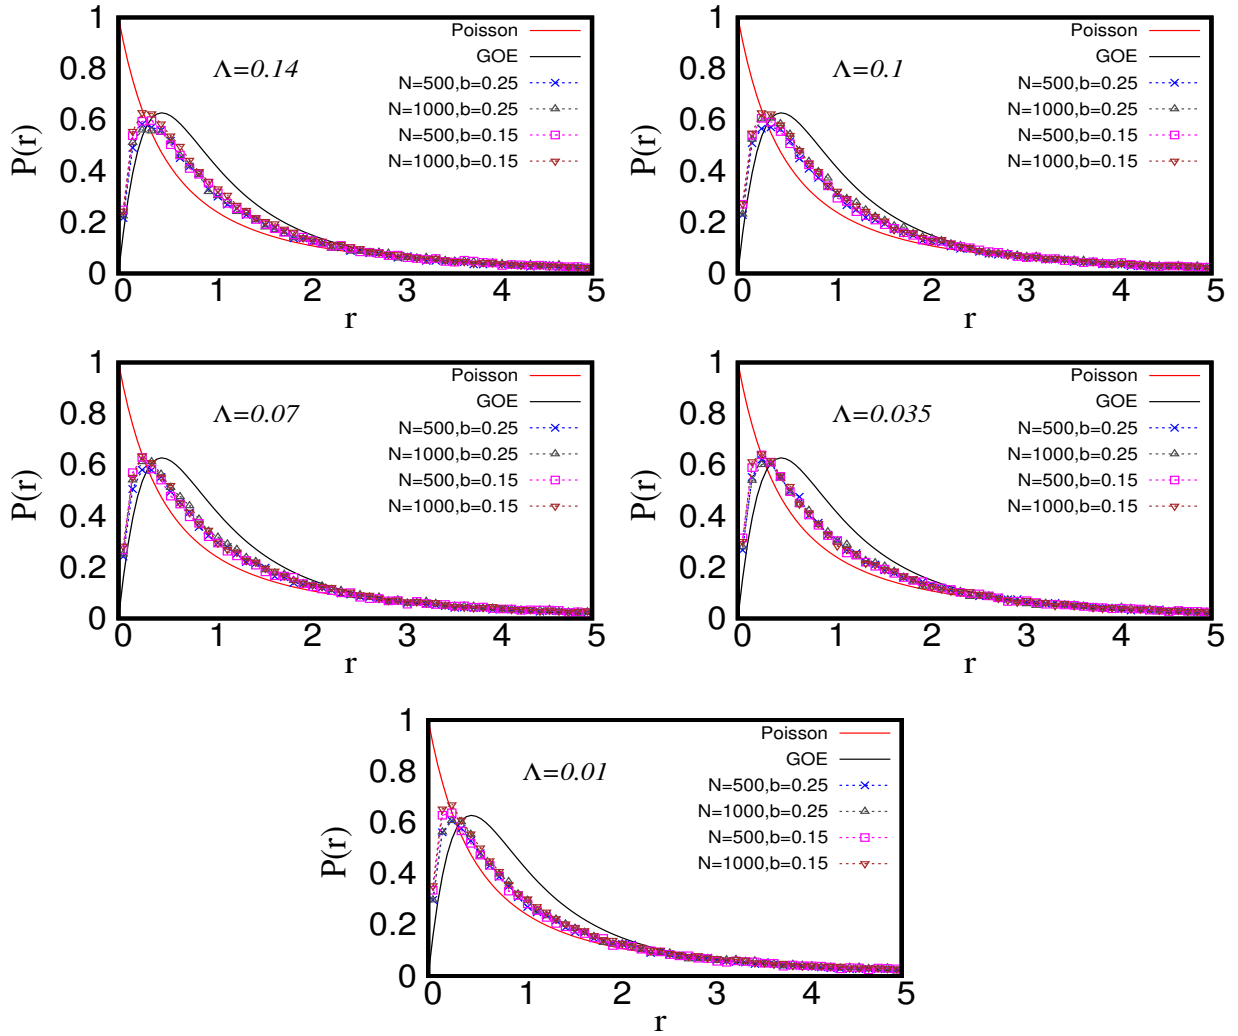 1
0.8
0.6
0.4
0.2
0
P(r)
Λ=0.14
Poisson
GOE
N=500,b=0.25
N=1000,b=0.25
N=500,b=0.15
N=1000,b=0.15
0 1 2 3 4 5
r
1
0.8
0.6
0.4
0.2
0
P(r)
Λ=0.1
Poisson
GOE
N=500,b=0.25
N=1000,b=0.25
N=500,b=0.15
N=1000,b=0.15
0 1 2 3 4 5
r
1
0.8
0.6
0.4
0.2
0
P(r)
Λ=0.07
Poisson
GOE
N=500,b=0.25
N=1000,b=0.25
N=500,b=0.15
N=1000,b=0.15
0 1 2 3 4 5
r
1
0.8
0.6
0.4
0.2
0
P(r)
Λ=0.035
Poisson
GOE
N=500,b=0.25
N=1000,b=0.25
N=500,b=0.15
N=1000,b=0.15
0 1 2 3 4 5
r
1
0.8
0.6
0.4
0.2
0
P(r)
Λ=0.01
Poisson
GOE
N=500,b=0.25
N=1000,b=0.25
N=500,b=0.15
N=1000,b=0.15
0 1 2 3 4 5
r